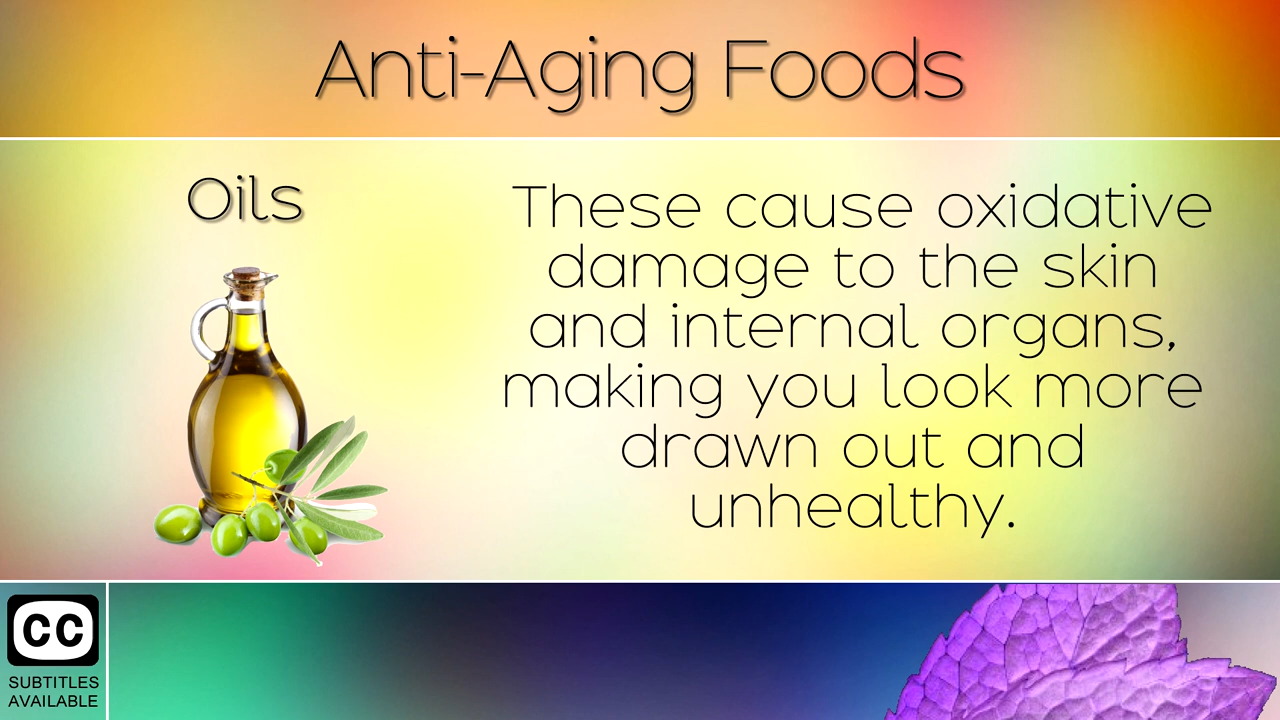 Anti-Aging Foods
Oils
These cause oxidative
damage to the skin
and internal organs,
making you look more
drawn out and
unhealthy.
CC
SUBTITLES
AVAILABLE